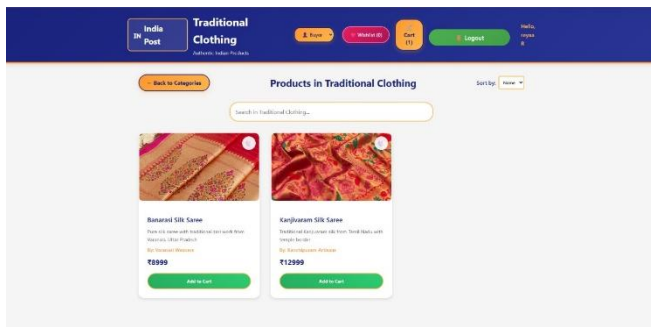 IN India Post
Traditional Clothing
Authentic Indian Products
Buyer
Wishlist (0)
Cart (1)
Logout
Hello,
← Back to Categories
Products in Traditional Clothing
Sort by: None
Search in Traditional Clothing...
Banarasi Silk Saree
Pure silk saree with traditional zari work from
Varanasi, Uttar Pradesh
By: Varanasi Weavers
₹8999
Add to Cart
Kanjivaram Silk Saree
Traditional Kanjivaram silk from Tamil Nadu with
temple border
By: Kanchipuram Artisans
₹12999
Add to Cart